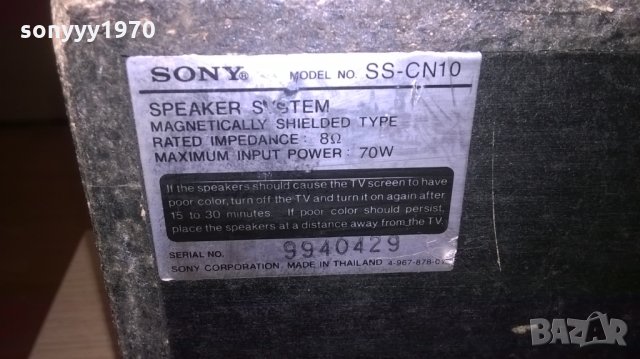 sonyyy1970
SONY® MODEL NO. SS-CN10
SPEAKER SYSTEM
MAGNETICALLY SHIELDED TYPE
RATED IMPEDANCE : 8Ω
MAXIMUM INPUT POWER : 70W
If the speakers should cause the TV screen to have
poor color, turn off the TV and turn it on again after
15 to 30 minutes. If poor color should persist,
place the speakers at a distance away from the TV.
SERIAL NO. 9940429
SONY CORPORATION MADE IN THAILAND
BAZAR
bazar.bg